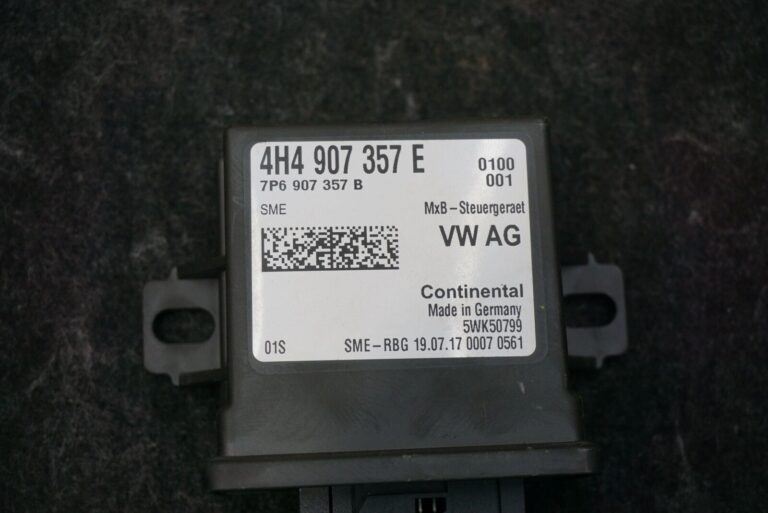 4H4 907 357 E
7P6 907 357 B
0100
001
SME
MxB-Steuergeraet
VW AG
Continental
Made in Germany
5WK50799
01S
SME-RBG 19.07.17 0007 0561